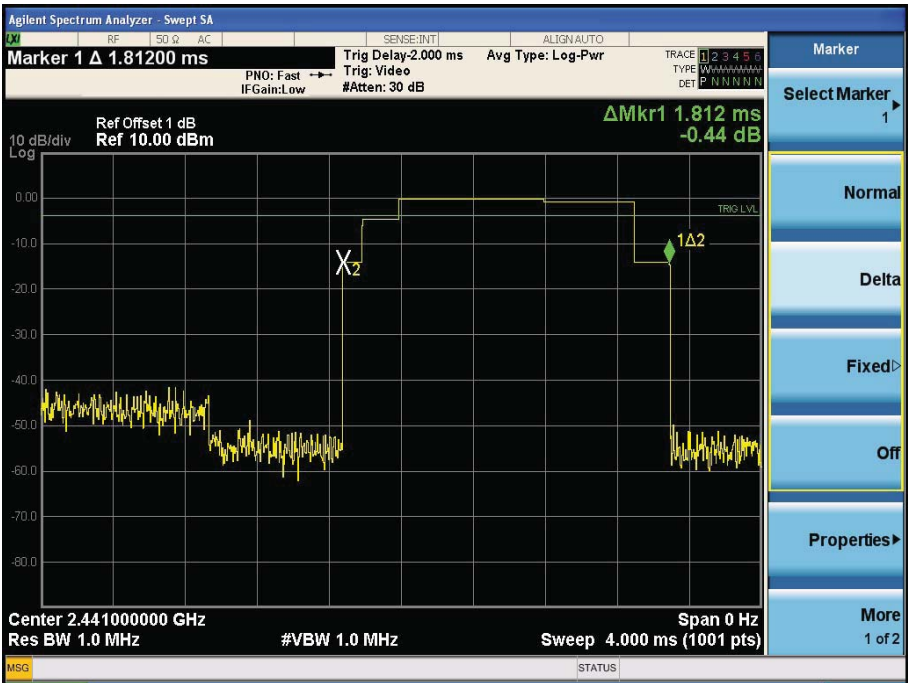 Agilent Spectrum Analyzer - Swept SA
RF 50 Ω AC SENSE:INT ALIGN AUTO
Marker 1 Δ 1.81200 ms
PNO: Fast
IFGain:Low
Trig Delay-2.000 ms
Trig: Video
#Atten: 30 dB
Avg Type: Log-Pwr
TRACE 1 2 3 4 5 6
TYPE
DET P N N N N N
ΔMkr1 1.812 ms
-0.44 dB
Ref Offset 1 dB
10 dB/div Ref 10.00 dBm
Log
0.00
-10.0
-20.0
-30.0
-40.0
-50.0
-60.0
-70.0
-80.0
TRIG LVL
X2
1Δ2
Center 2.441000000 GHz Span 0 Hz
Res BW 1.0 MHz #VBW 1.0 MHz Sweep 4.000 ms (1001 pts)
MSG STATUS
Marker
Select Marker
1
Normal
Delta
Fixed
Off
Properties
More
1 of 2